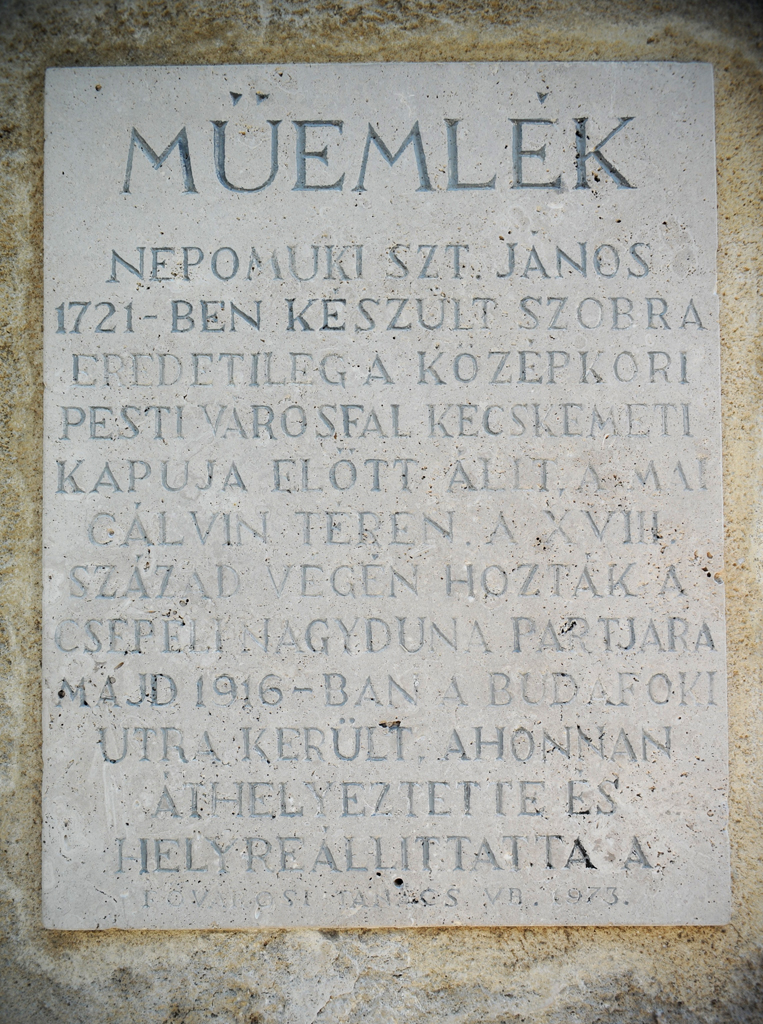 MŰEMLÉK
NEPOMUKI SZT. JÁNOS
1721-BEN KÉSZÜLT SZOBRA
EREDETILEG A KÖZÉPKORI
PESTI VÁROSFAL KECSKEMÉTI
KAPUJA ELŐTT ÁLLT, A MAI
CÁLVIN TÉREN. A XVIII.
SZÁZAD VÉGÉN HOZTÁK A
CSEPELI NAGYDUNA PARTJÁRA
MAJD 1916-BAN A BUDAFOKI
ÚTRA KERÜLT, AHONNAN
ÁTHELYEZTETTE ÉS
HELYREÁLLÍTTATTA A
FŐVÁROSI TANÁCS VB. 1973.